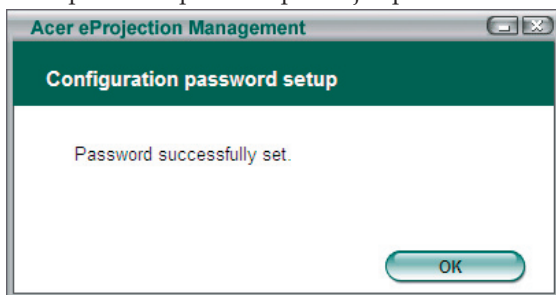 Acer eProjection Management
Configuration password setup
Password successfully set.
OK